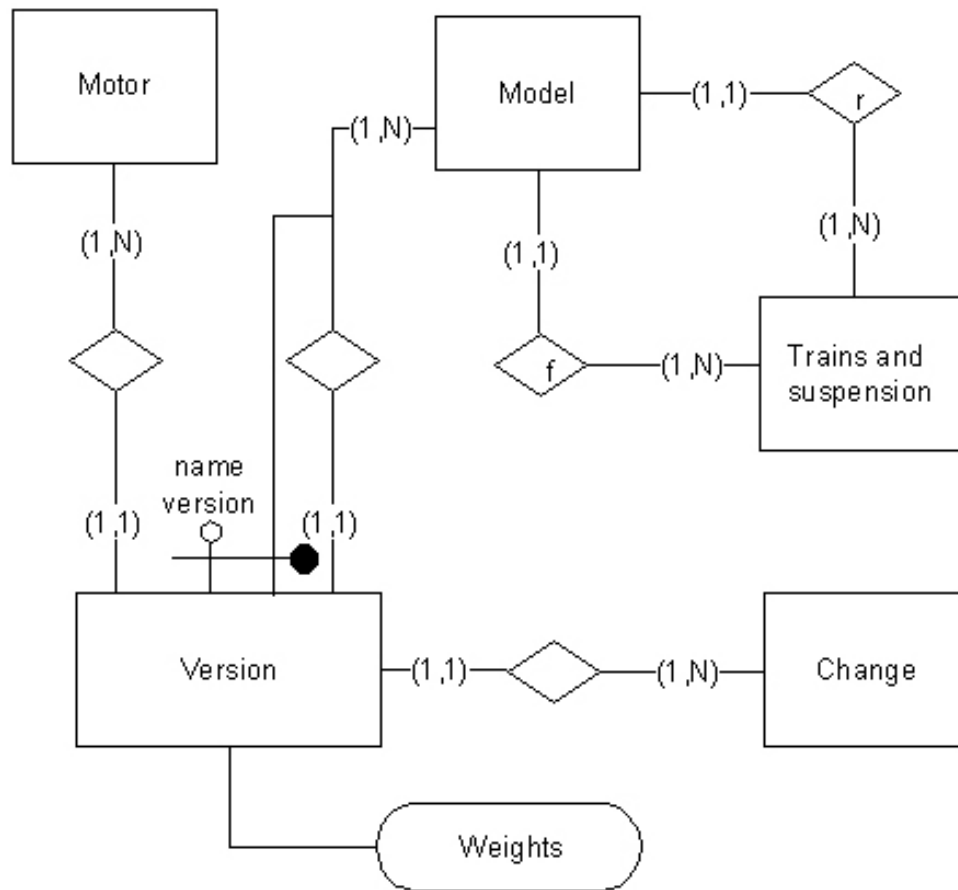 Motor
Model
(1,1)
r
(1,N)
(1,N)
(1,1)
(1,N)
f
(1,N)
Trains and
suspension
name
version
(1,1)
(1,1)
Version
(1,1)
(1,N)
Change
Weights